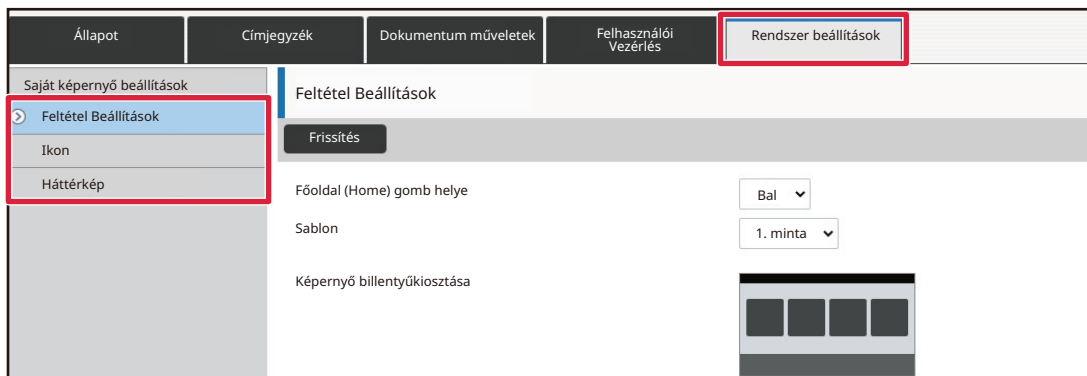 Állapot
Címjegyzék
Dokumentum műveletek
Felhasználói
Vezérlés
Rendszer beállítások
Saját képernyő beállítások
Feltétel Beállítások
Ikon
Háttérkép
Feltétel Beállítások
Frissítés
Főoldal (Home) gomb helye
Bal
Sablon
1. minta
Képernyő billentyűkiosztása